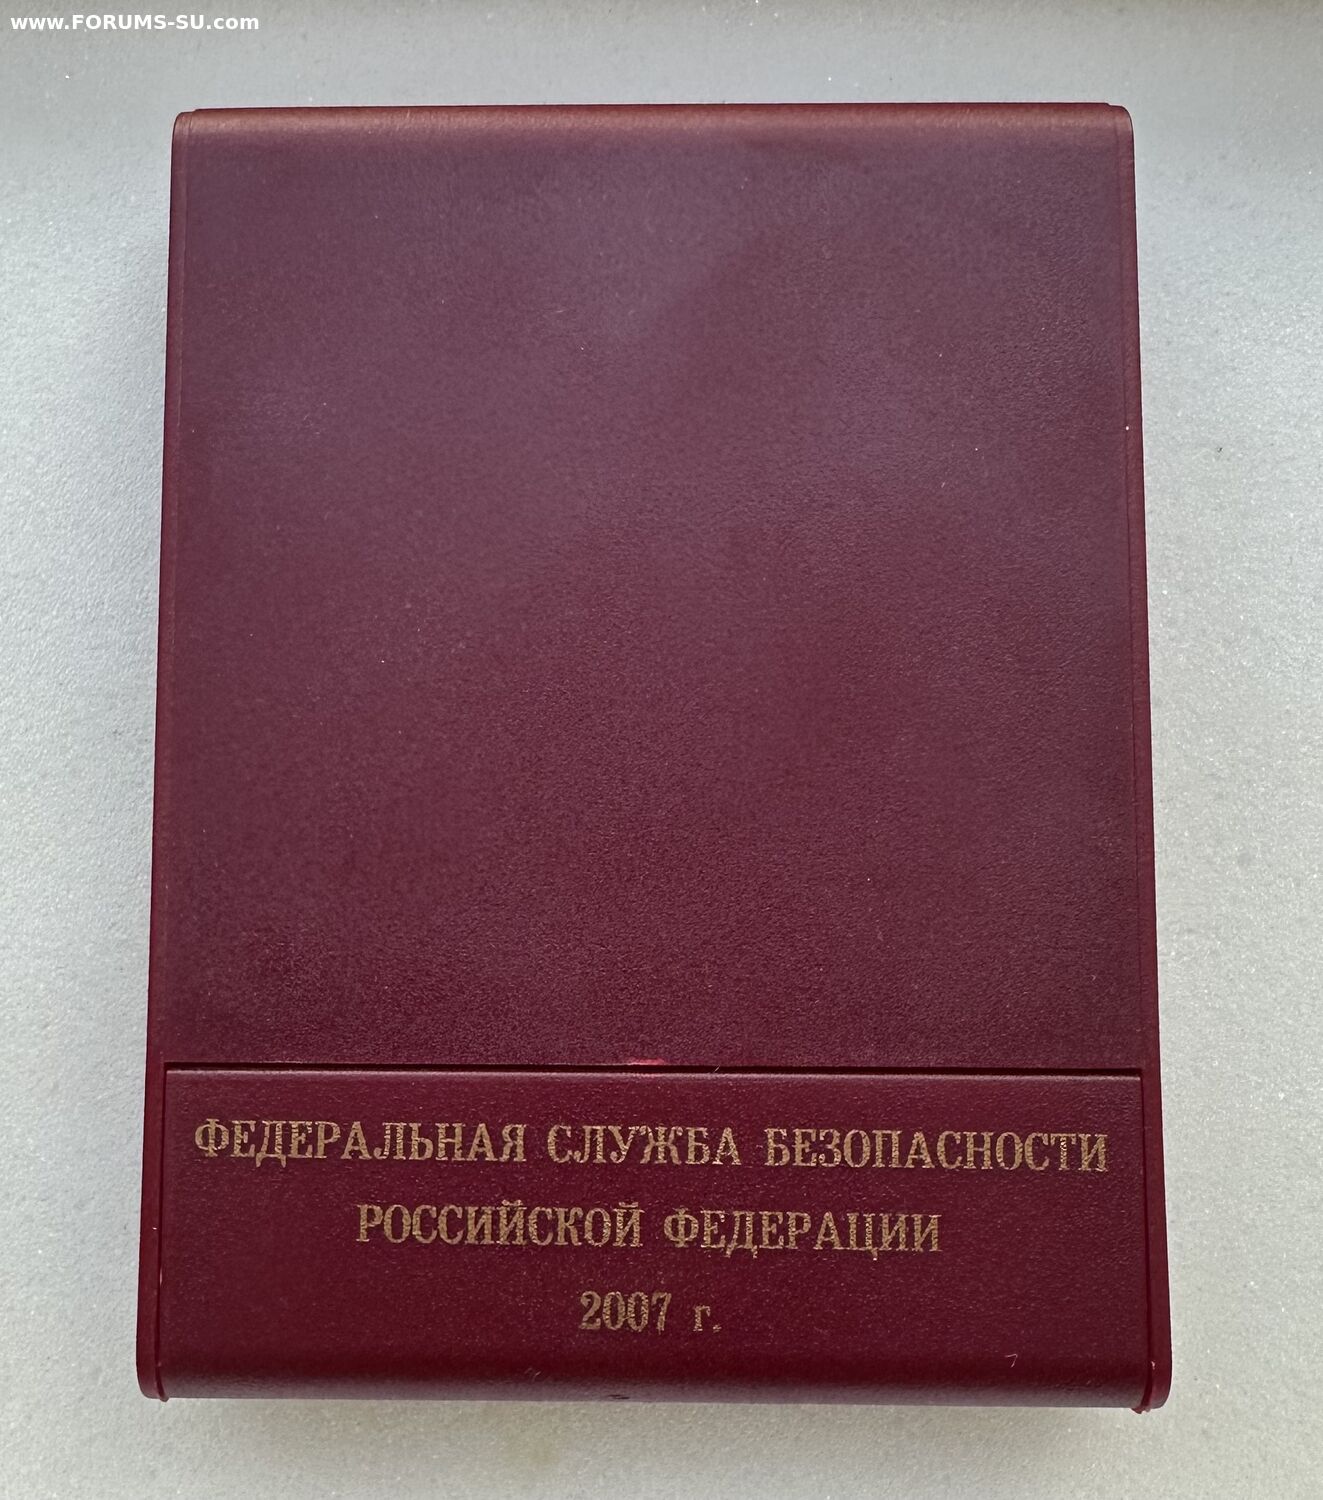 www.FORUMS-SU.com
ФЕДЕРАЛЬНАЯ СЛУЖБА БЕЗОПАСНОСТИ
РОССИЙСКОЙ ФЕДЕРАЦИИ
2007 г.